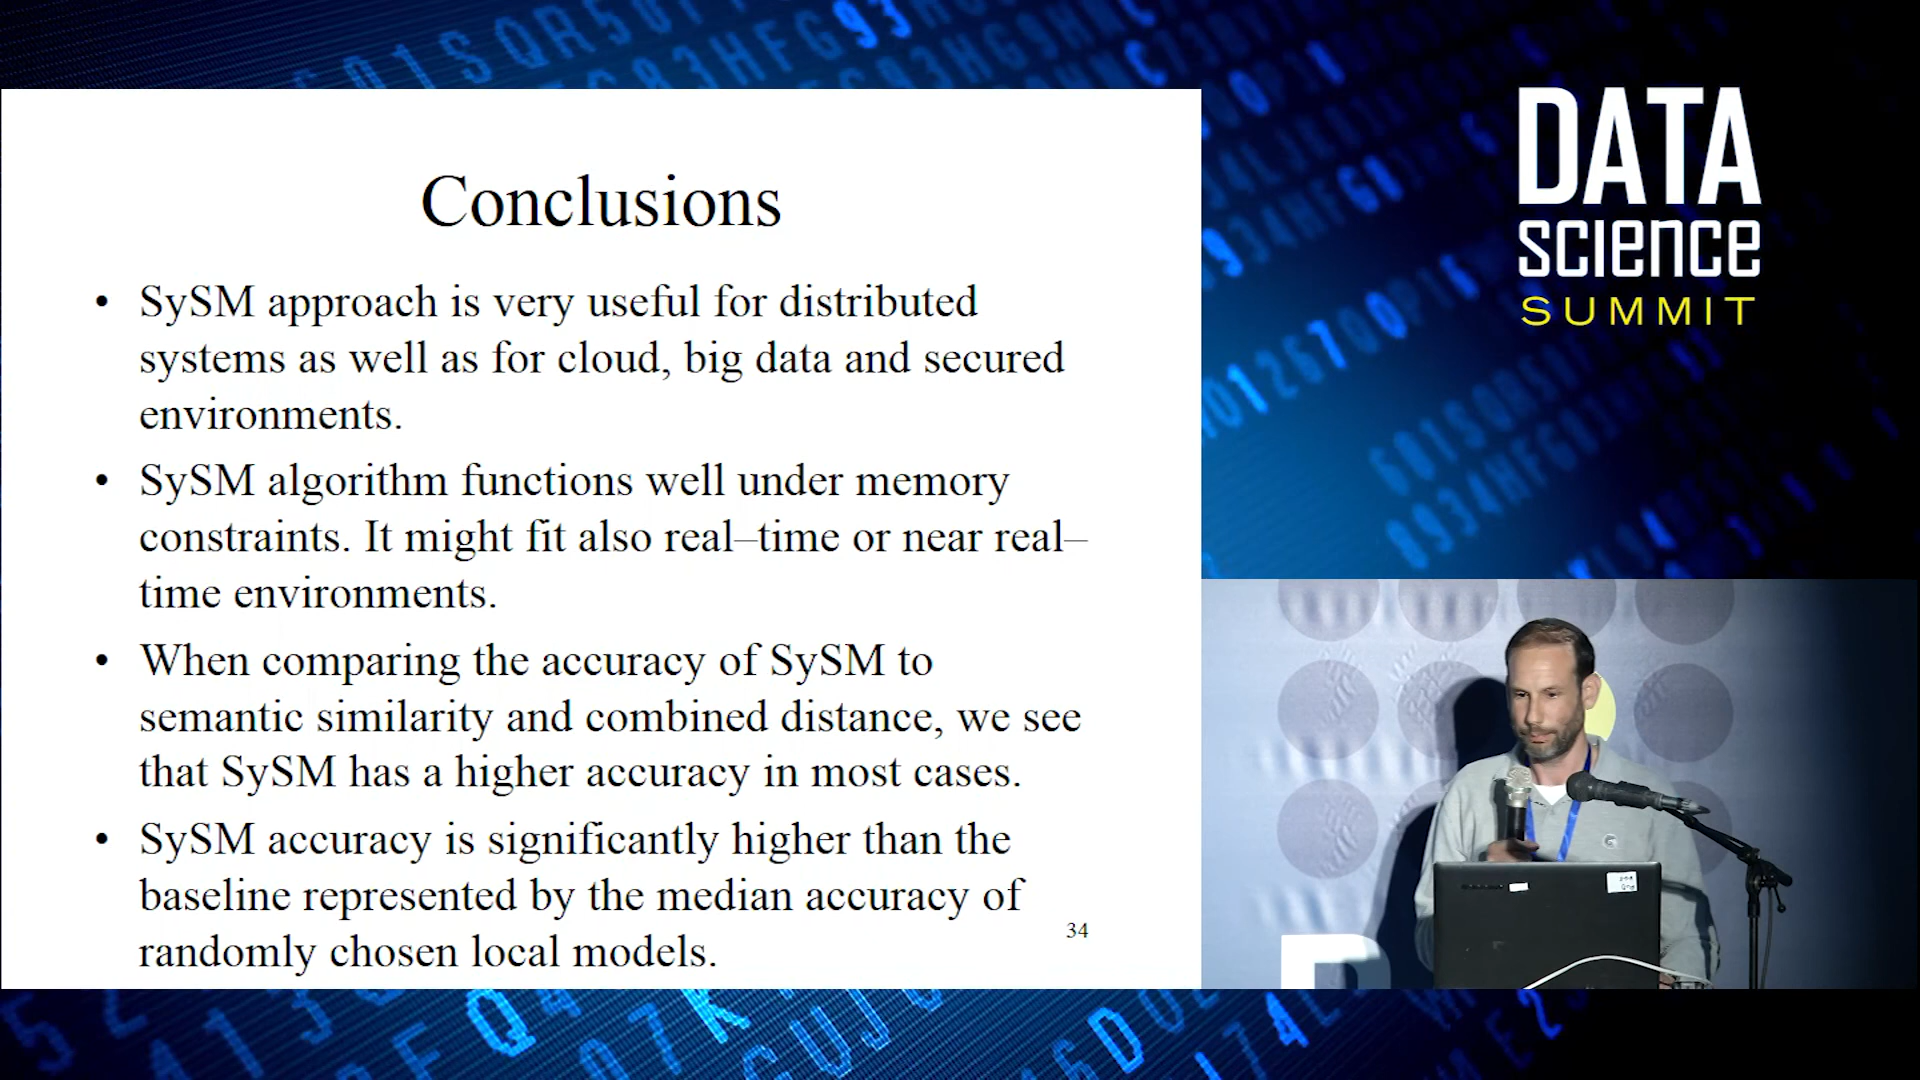 DATA
SCIENCE
SUMMIT
Conclusions
• SySM approach is very useful for distributed
systems as well as for cloud, big data and secured
environments.
• SySM algorithm functions well under memory
constraints. It might fit also real–time or near real–
time environments.
• When comparing the accuracy of SySM to
semantic similarity and combined distance, we see
that SySM has a higher accuracy in most cases.
• SySM accuracy is significantly higher than the
baseline represented by the median accuracy of
randomly chosen local models.
34